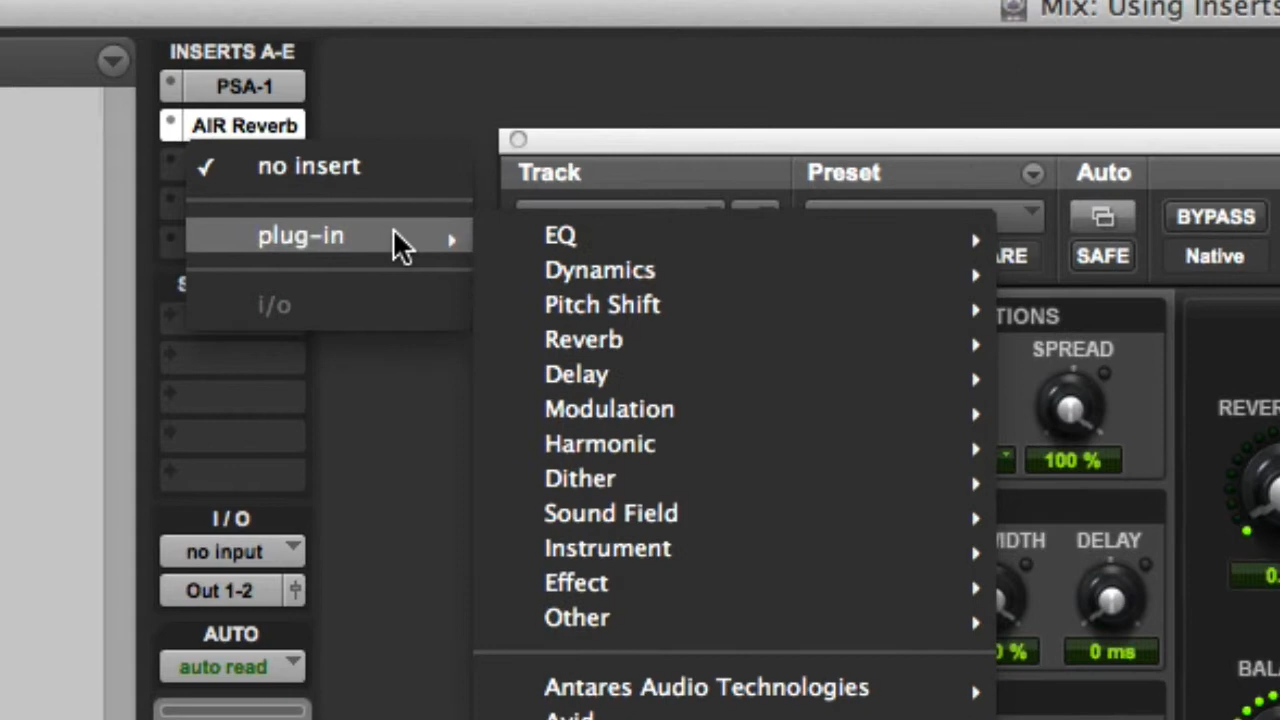 Mix: Using Inserts
INSERTS A-E
PSA-1
AIR Reverb
no insert
plug-in
i/o
Track
Preset
Auto
BYPASS
SAFE
Native
EQ
Dynamics
Pitch Shift
Reverb
Delay
Modulation
Harmonic
Dither
Sound Field
Instrument
Effect
Other
Antares Audio Technologies
Avid
SPREAD
100 %
DELAY
0 ms
I / O
no input
Out 1-2
AUTO
auto read